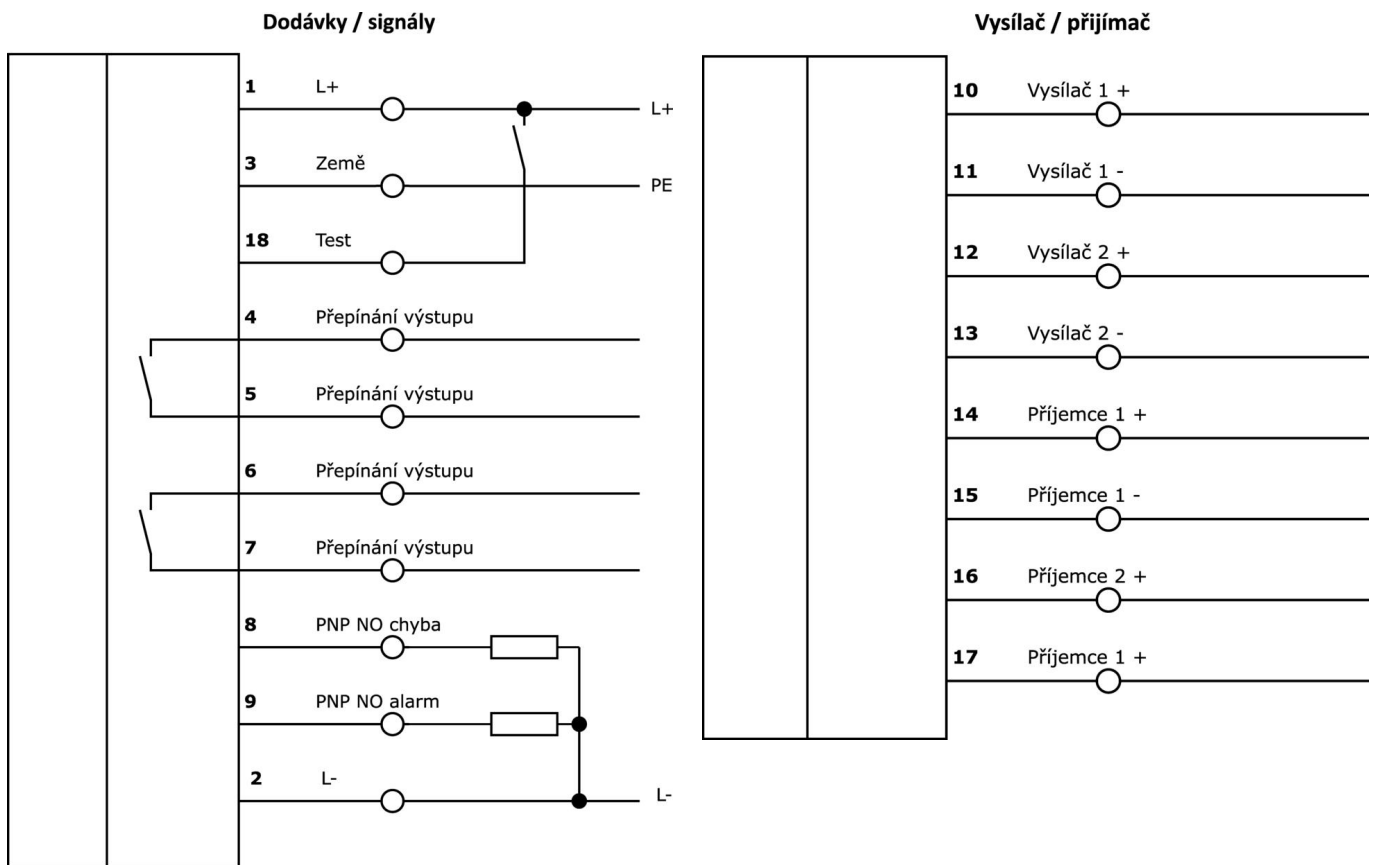 Dodávky / signály
1 L+
L+
3 Země
PE
18 Test
4 Přepínání výstupu
5 Přepínání výstupu
6 Přepínání výstupu
7 Přepínání výstupu
8 PNP NO chyba
9 PNP NO alarm
2 L-
L-
Vysílač / přijímač
10 Vysílač 1 +
11 Vysílač 1 -
12 Vysílač 2 +
13 Vysílač 2 -
14 Příjemce 1 +
15 Příjemce 1 -
16 Příjemce 2 +
17 Příjemce 1 +